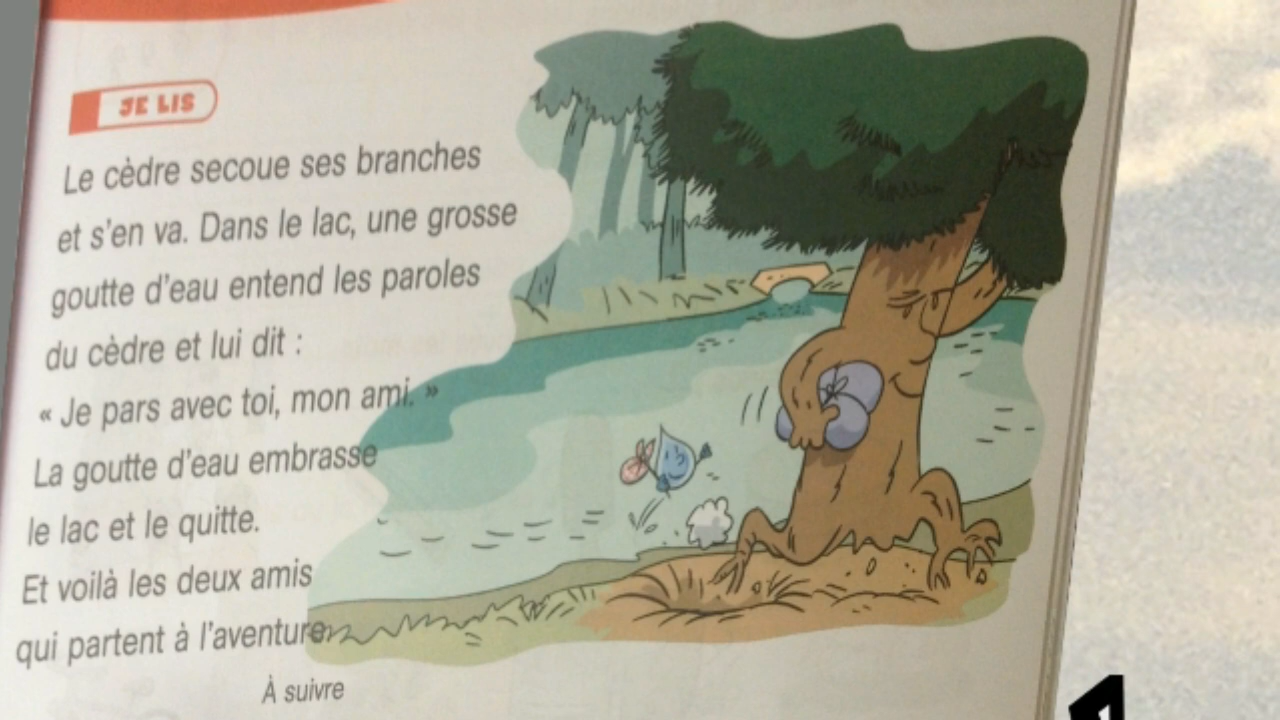 JE LIS
Le cèdre secoue ses branches
et s'en va. Dans le lac, une grosse
goutte d'eau entend les paroles
du cèdre et lui dit :
« Je pars avec toi, mon ami. »
La goutte d'eau embrasse
le lac et le quitte.
Et voilà les deux amis
qui partent à l'aventure.
À suivre